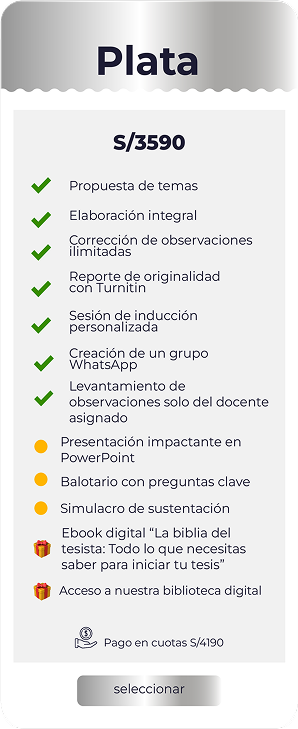 Plata
S/3590
Propuesta de temas
Elaboración integral
Corrección de observaciones
ilimitadas
Reporte de originalidad
con Turnitin
Sesión de inducción
personalizada
Creación de un grupo
WhatsApp
Levantamiento de
observaciones solo del docente
asignado
Presentación impactante en
PowerPoint
Balotario con preguntas clave
Simulacro de sustentación
Ebook digital “La biblia del
tesista: Todo lo que necesitas
saber para iniciar tu tesis”
Acceso a nuestra biblioteca digital
Pago en cuotas S/4190
seleccionar